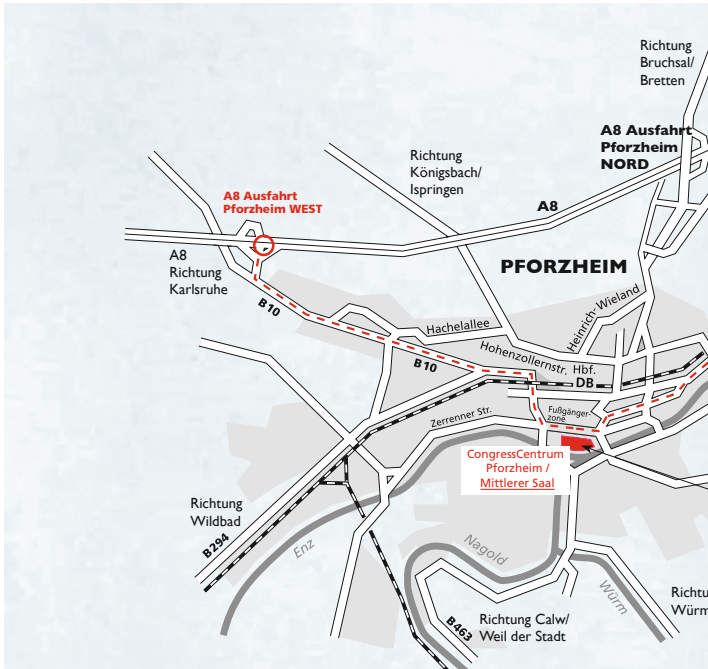 Richtung
Bruchsal/
Bretten
A8 Ausfahrt
Pforzheim
NORD
Richtung
Königsbach/
Ispringen
A8 Ausfahrt
Pforzheim WEST
A8
A8
Richtung
Karlsruhe
PFORZHEIM
B10
Heinrich-Wieland
Hachelallee
Hohenzollernstr.
Hbf.
DB
B10
Fußgänger-
zone
Zerrenner Str.
CongressCentrum
Pforzheim /
Mittlerer Saal
Richtung
Wildbad
B294
Enz
Nagold
Würm
B463
Richtung Calw/
Weil der Stadt
Richtu
Würm